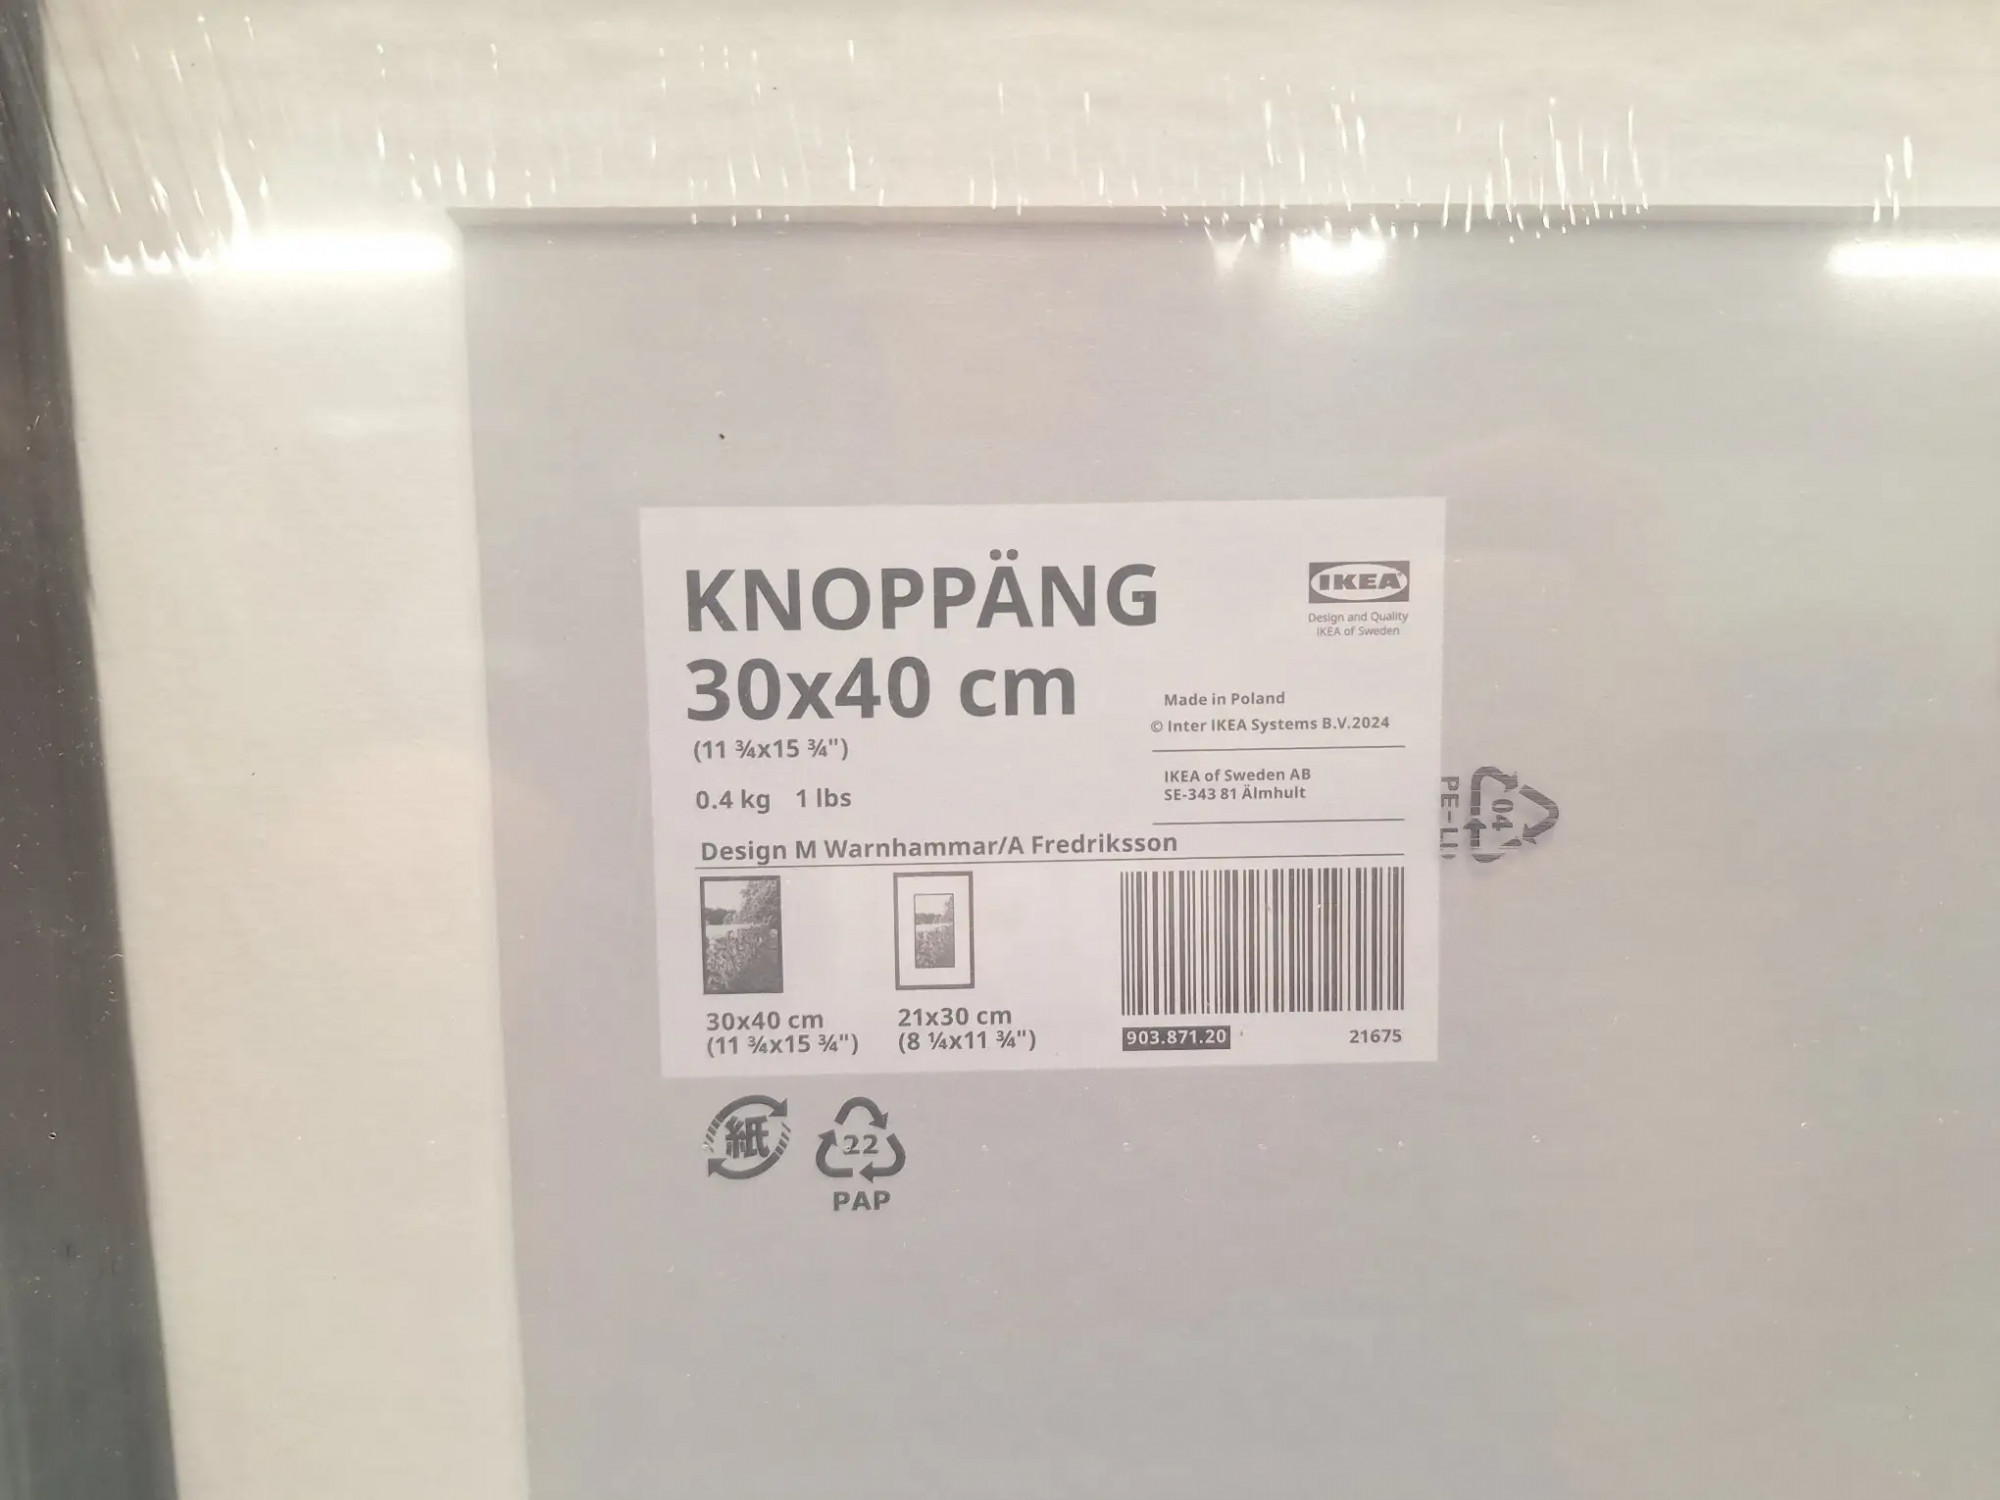 KNOPPÄNG
30x40 cm
(11 ¾x15 ¾")
0.4 kg 1 lbs
IKEA
Design and Quality
IKEA of Sweden
Made in Poland
© Inter IKEA Systems B.V.2024
IKEA of Sweden AB
SE-343 81 Älmhult
Design M Warnhammar/A Fredriksson
30x40 cm
(11 ¾x15 ¾")
21x30 cm
(8 ¼x11 ¾")
903.871.20
21675
紙
22
PAP
04